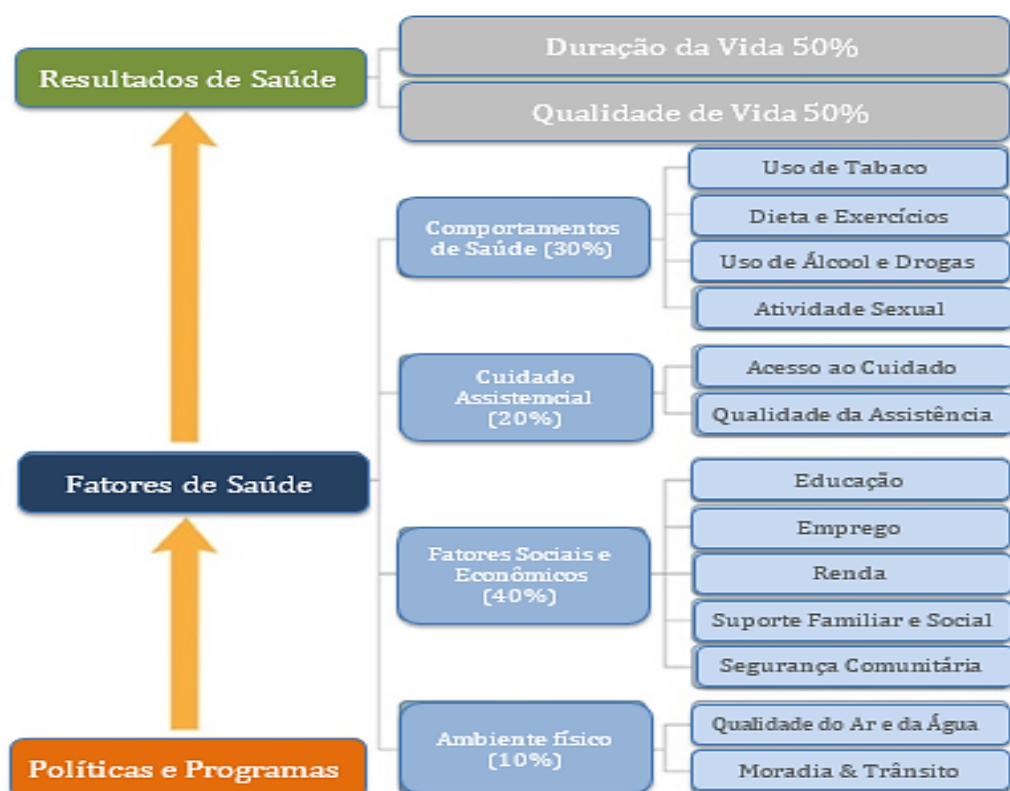 Resultados de Saúde
Duração da Vida 50%
Qualidade de Vida 50%
Comportamentos
de Saúde (30%)
Uso de Tabaco
Dieta e Exercícios
Uso de Álcool e Drogas
Atividade Sexual
Cuidado
Assistemcial
(20%)
Acesso ao Cuidado
Qualidade da Assistência
Fatores de Saúde
Fatores Sociais e
Econômicos
(40%)
Educação
Emprego
Renda
Suporte Familiar e Social
Segurança Comunitária
Ambiente físico
(10%)
Qualidade do Ar e da Água
Moradia & Trânsito
Políticas e Programas